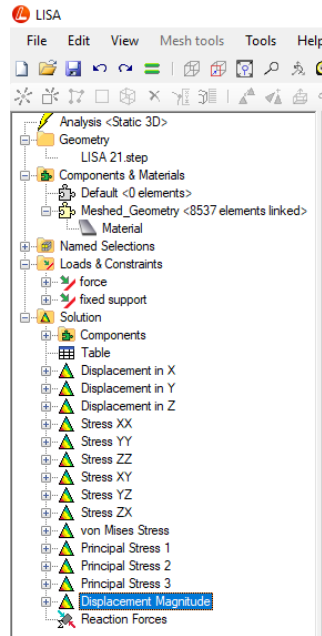 LISA
File Edit View Mesh tools Tools Help
Analysis <Static 3D>
Geometry
LISA 21.step
Components & Materials
Default <0 elements>
Meshed_Geometry <8537 elements linked>
Material
Named Selections
Loads & Constraints
force
fixed support
Solution
Components
Table
Displacement in X
Displacement in Y
Displacement in Z
Stress XX
Stress YY
Stress ZZ
Stress XY
Stress YZ
Stress ZX
von Mises Stress
Principal Stress 1
Principal Stress 2
Principal Stress 3
Displacement Magnitude
Reaction Forces